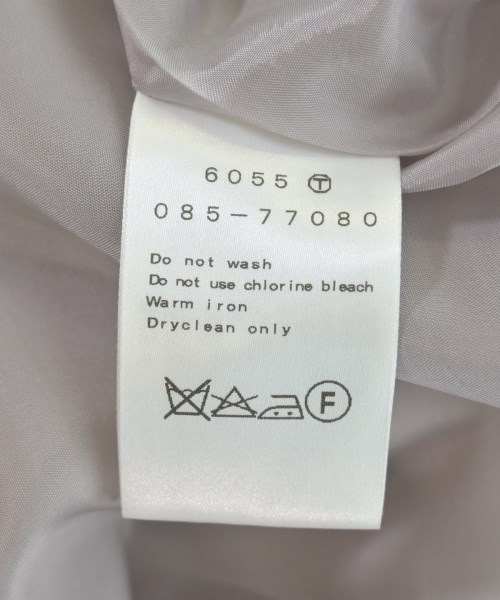 6055 Ⓣ
085-77080
Do not wash
Do not use chlorine bleach
Warm iron
Dryclean only
F